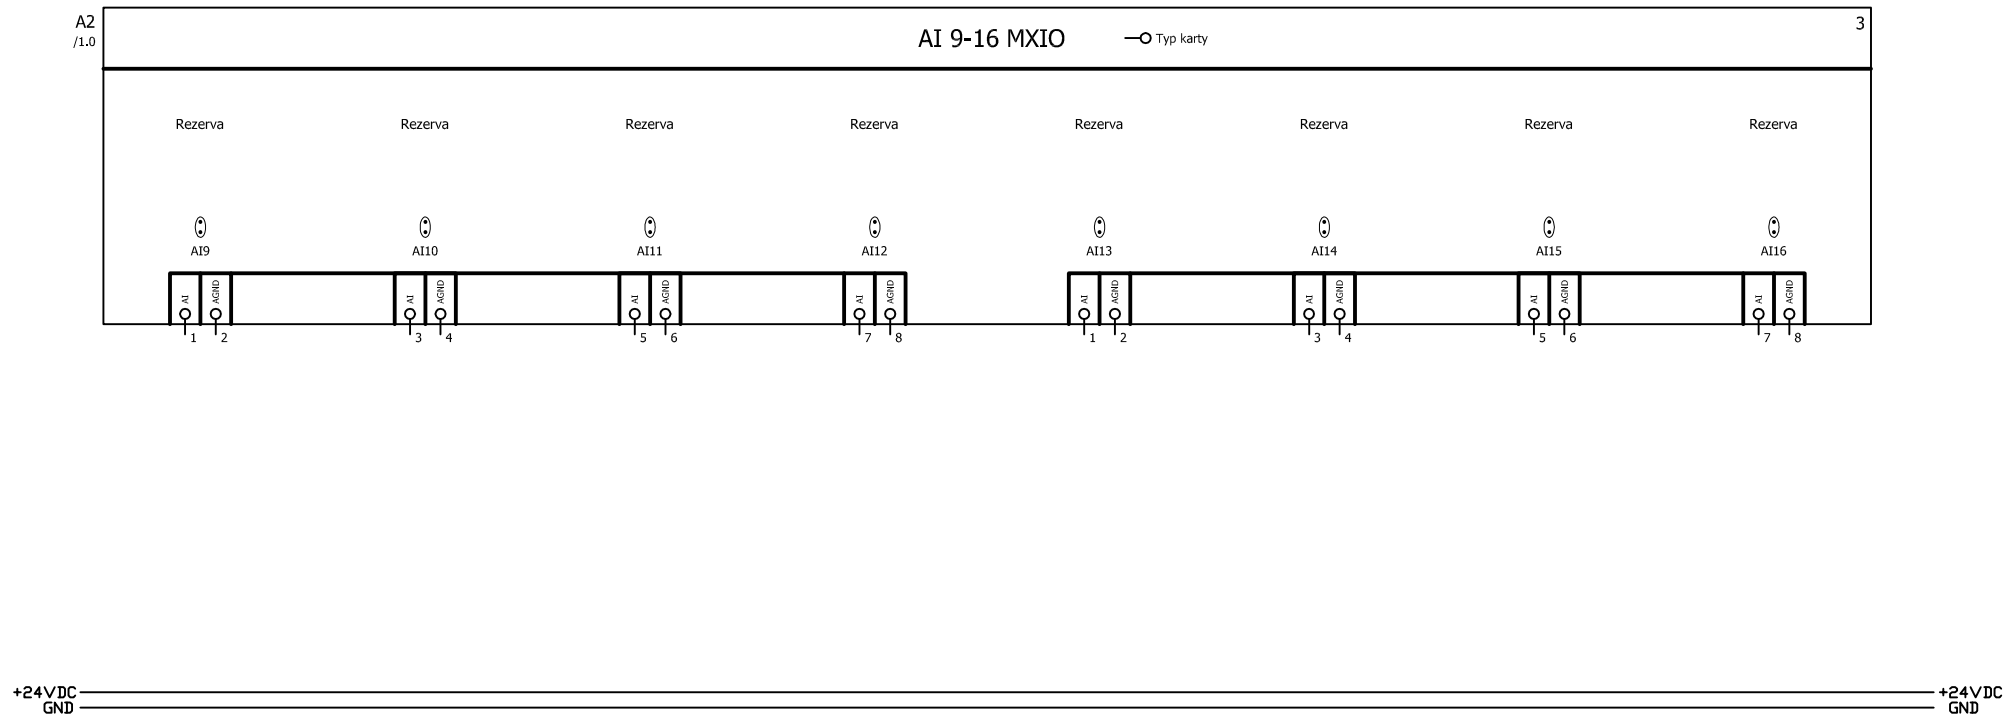 A2
/1.0
AI 9-16 MXIO
Typ karty
3
Rezerva Rezerva Rezerva Rezerva Rezerva Rezerva Rezerva Rezerva
AI9 AI10 AI11 AI12 AI13 AI14 AI15 AI16
AI AGND AI AGND AI AGND AI AGND AI AGND AI AGND AI AGND AI AGND
1 2 3 4 5 6 7 8 1 2 3 4 5 6 7 8
+24VDC +24VDC
GND GND